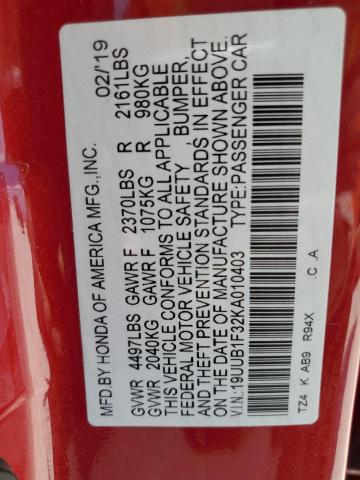 MFD.BY HONDA OF AMERICA MFG.,INC. 02/'19
GVWR 4497LBS GAWR F 2370LBS R 2161LBS
GVWR 2040KG GAWR F 1075KG R 980KG
THIS VEHICLE CONFORMS TO ALL APPLICABLE
FEDERAL MOTOR VEHICLE SAFETY , BUMPER,
AND THEFT PREVENTION STANDARDS IN EFFECT
ON THE DATE OF MANUFACTURE SHOWN ABOVE.
V.I.N.:19UUB1F32KA010403 TYPE:PASSENGER CAR
TZ4 K AB9 R94X .C .A